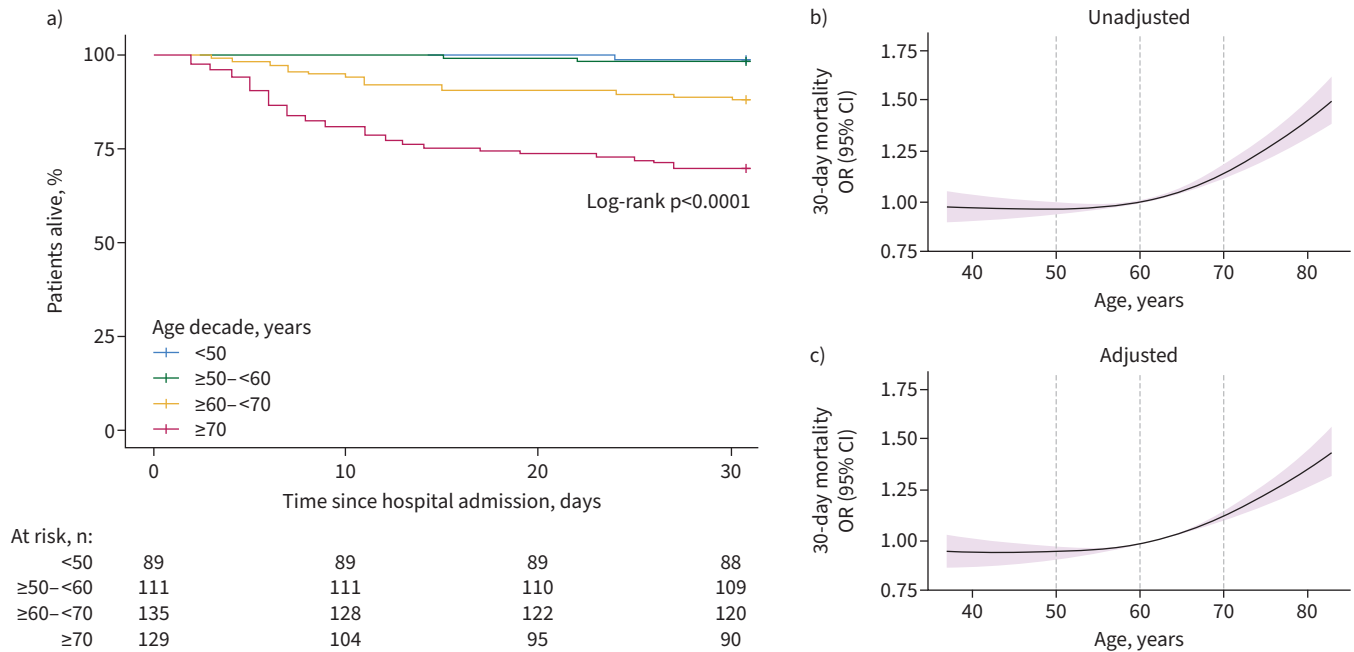 a)
100
75
50
25
0
Patients alive, %
Log-rank p<0.0001
Age decade, years
<50
≥50–<60
≥60–<70
≥70
0 10 20 30
Time since hospital admission, days
At risk, n:
<50 89 89 89 88
≥50–<60 111 111 110 109
≥60–<70 135 128 122 120
≥70 129 104 95 90
b)
Unadjusted
1.75
1.50
1.25
1.00
0.75
30-day mortality
OR (95% CI)
40 50 60 70 80
Age, years
c)
Adjusted
1.75
1.50
1.25
1.00
0.75
30-day mortality
OR (95% CI)
40 50 60 70 80
Age, years